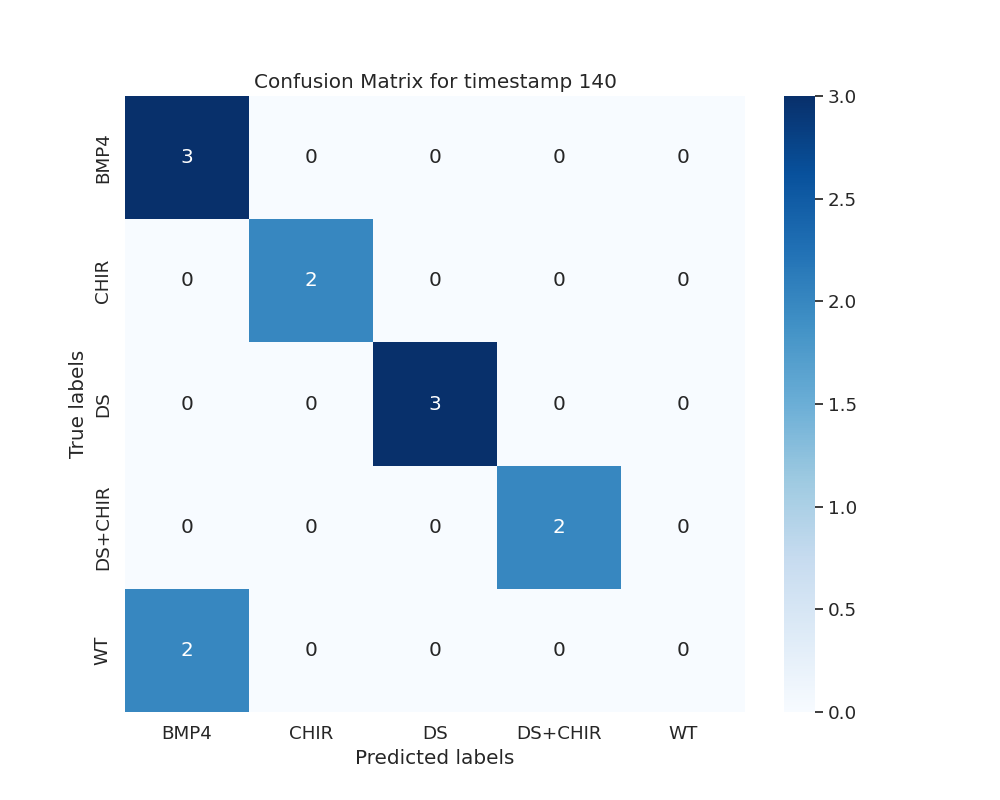 Confusion Matrix for timestamp 140
True labels
BMP4 3 0 0 0 0
CHIR 0 2 0 0 0
DS 0 0 3 0 0
DS+CHIR 0 0 0 2 0
WT 2 0 0 0 0
BMP4 CHIR DS DS+CHIR WT
Predicted labels
3.0
2.5
2.0
1.5
1.0
0.5
0.0